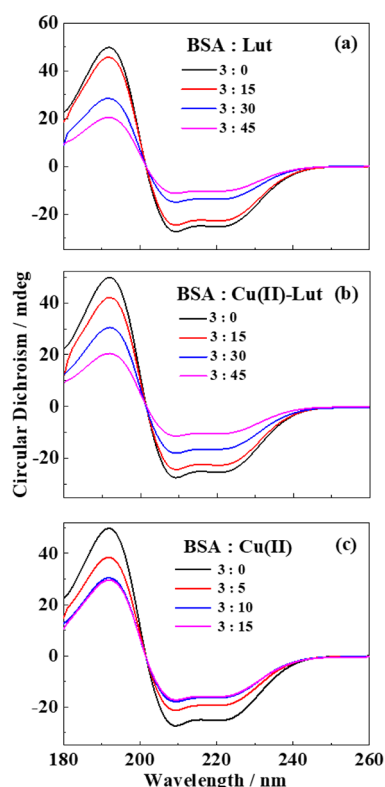 60
BSA : Lut (a)
3 : 0
40
3 : 15
3 : 30
20
3 : 45
0
-20
BSA : Cu(II)-Lut (b)
40
3 : 0
3 : 15
20
3 : 30
3 : 45
0
-20
Circular Dichroism / mdeg
BSA : Cu(II) (c)
3 : 0
40
3 : 5
3 : 10
20
3 : 15
0
-20
180 200 220 240 260
Wavelength / nm